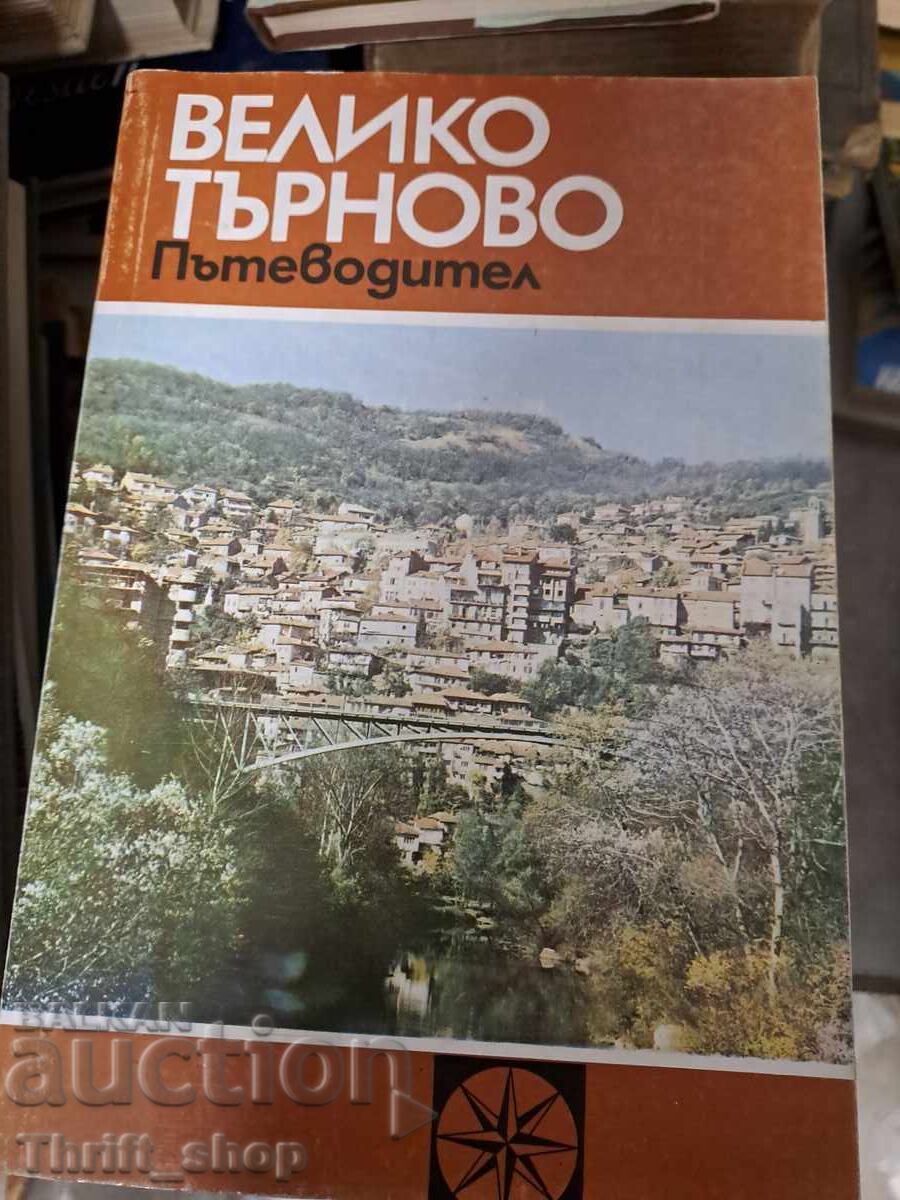 ВЕЛИКО
ТЪРНОВО
Пътеводител
BALKAN
auction
Thrift_shop